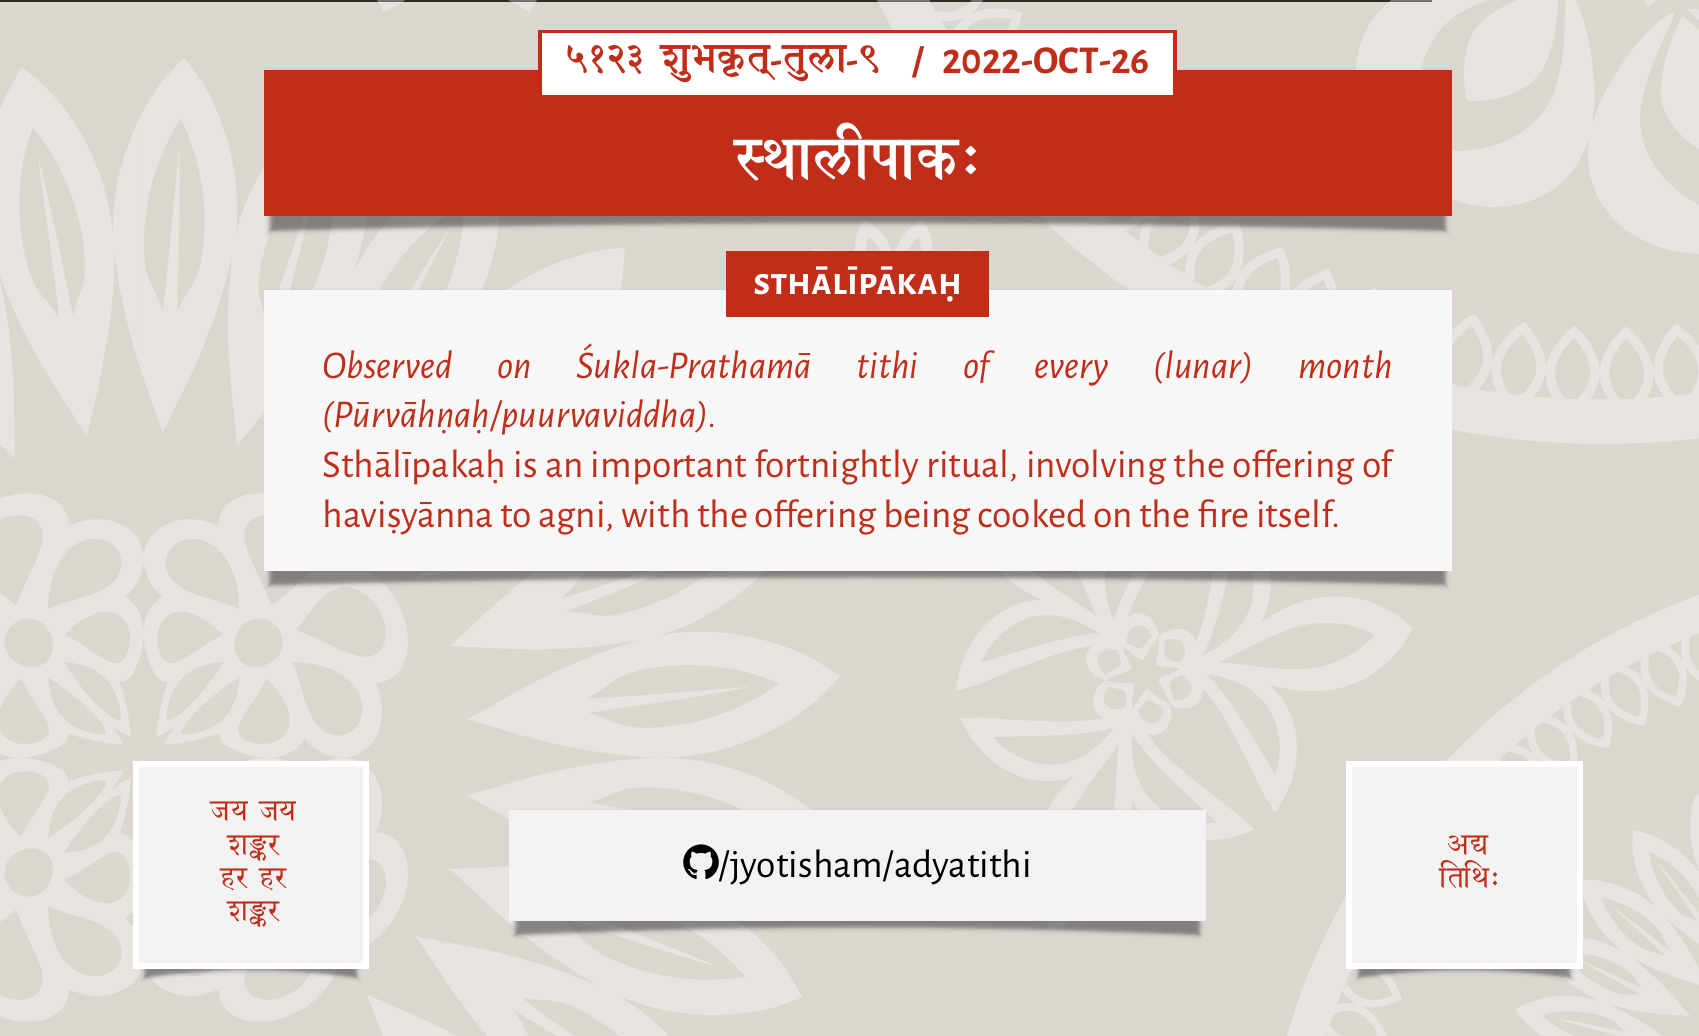 ५१२३ शुभकृत्-तुला-९ / 2022-OCT-26
स्थालीपाकः
STHĀLĪPĀKAḤ
Observed on Śukla-Prathamā tithi of every (lunar) month
(Pūrvāhṇaḥ/puurvaviddha).
Sthālīpakaḥ is an important fortnightly ritual, involving the offering of
haviṣyānna to agni, with the offering being cooked on the fire itself.
जय जय
शङ्कर
हर हर
शङ्कर
/jyotisham/adyatithi
अद्य
तिथिः